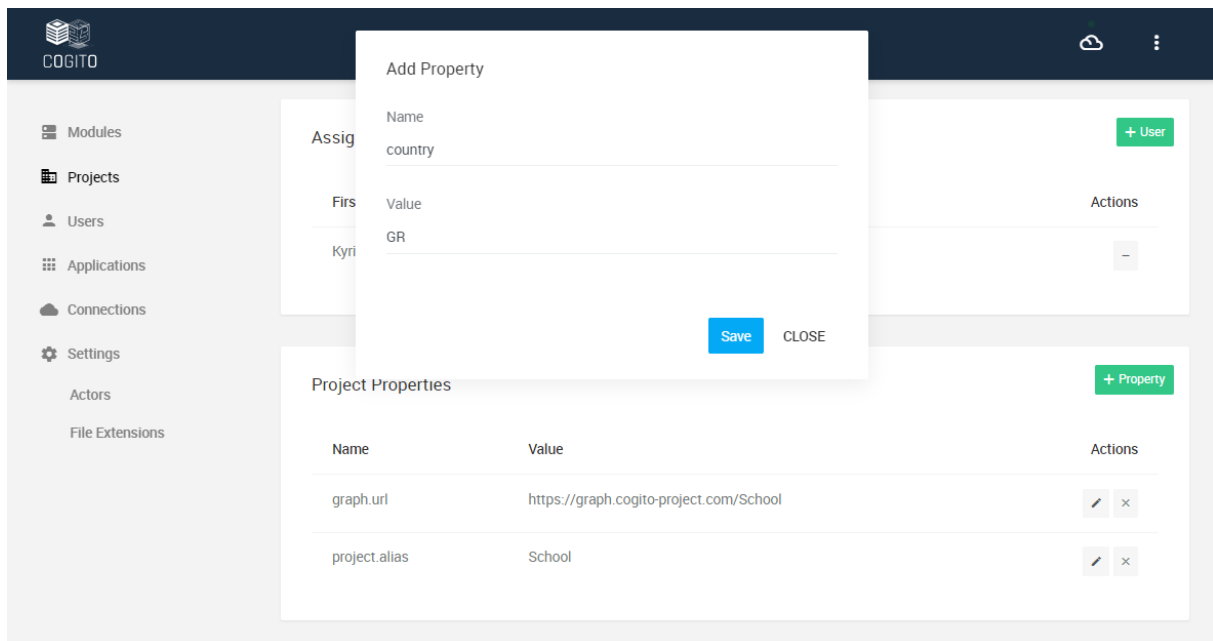 COGITO
Add Property
Name
country
Value
GR
Save CLOSE
Modules
Projects
Users
Applications
Connections
Settings
Actors
File Extensions
Assig
+ User
Firs Actions
Kyri
Project Properties
+ Property
Name Value Actions
graph.url https://graph.cogito-project.com/School
project.alias School